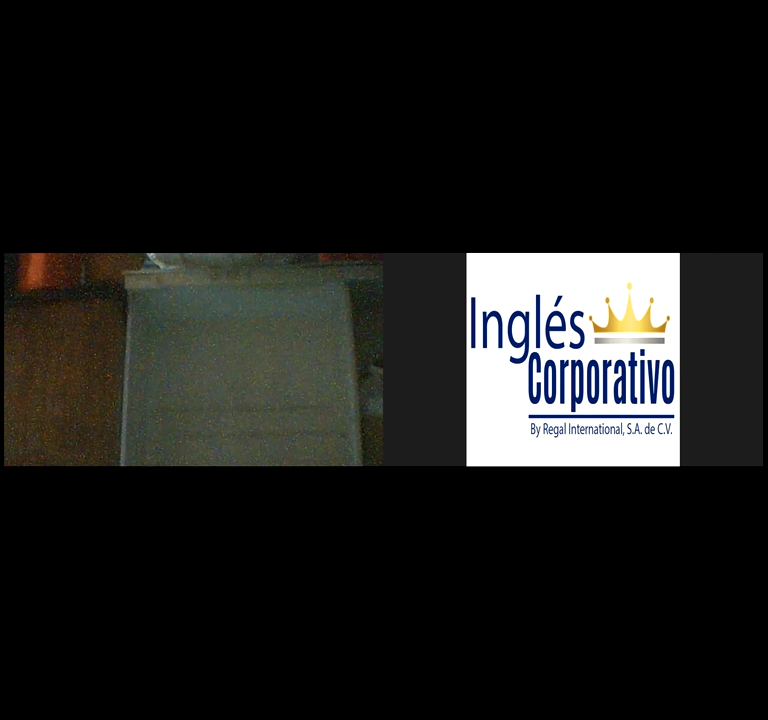 Inglés
Corporativo
By Regal International, S.A. de C.V.